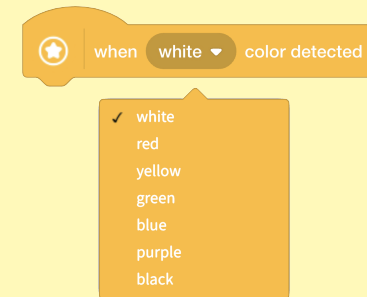 when white color detected
white
red
yellow
green
blue
purple
black